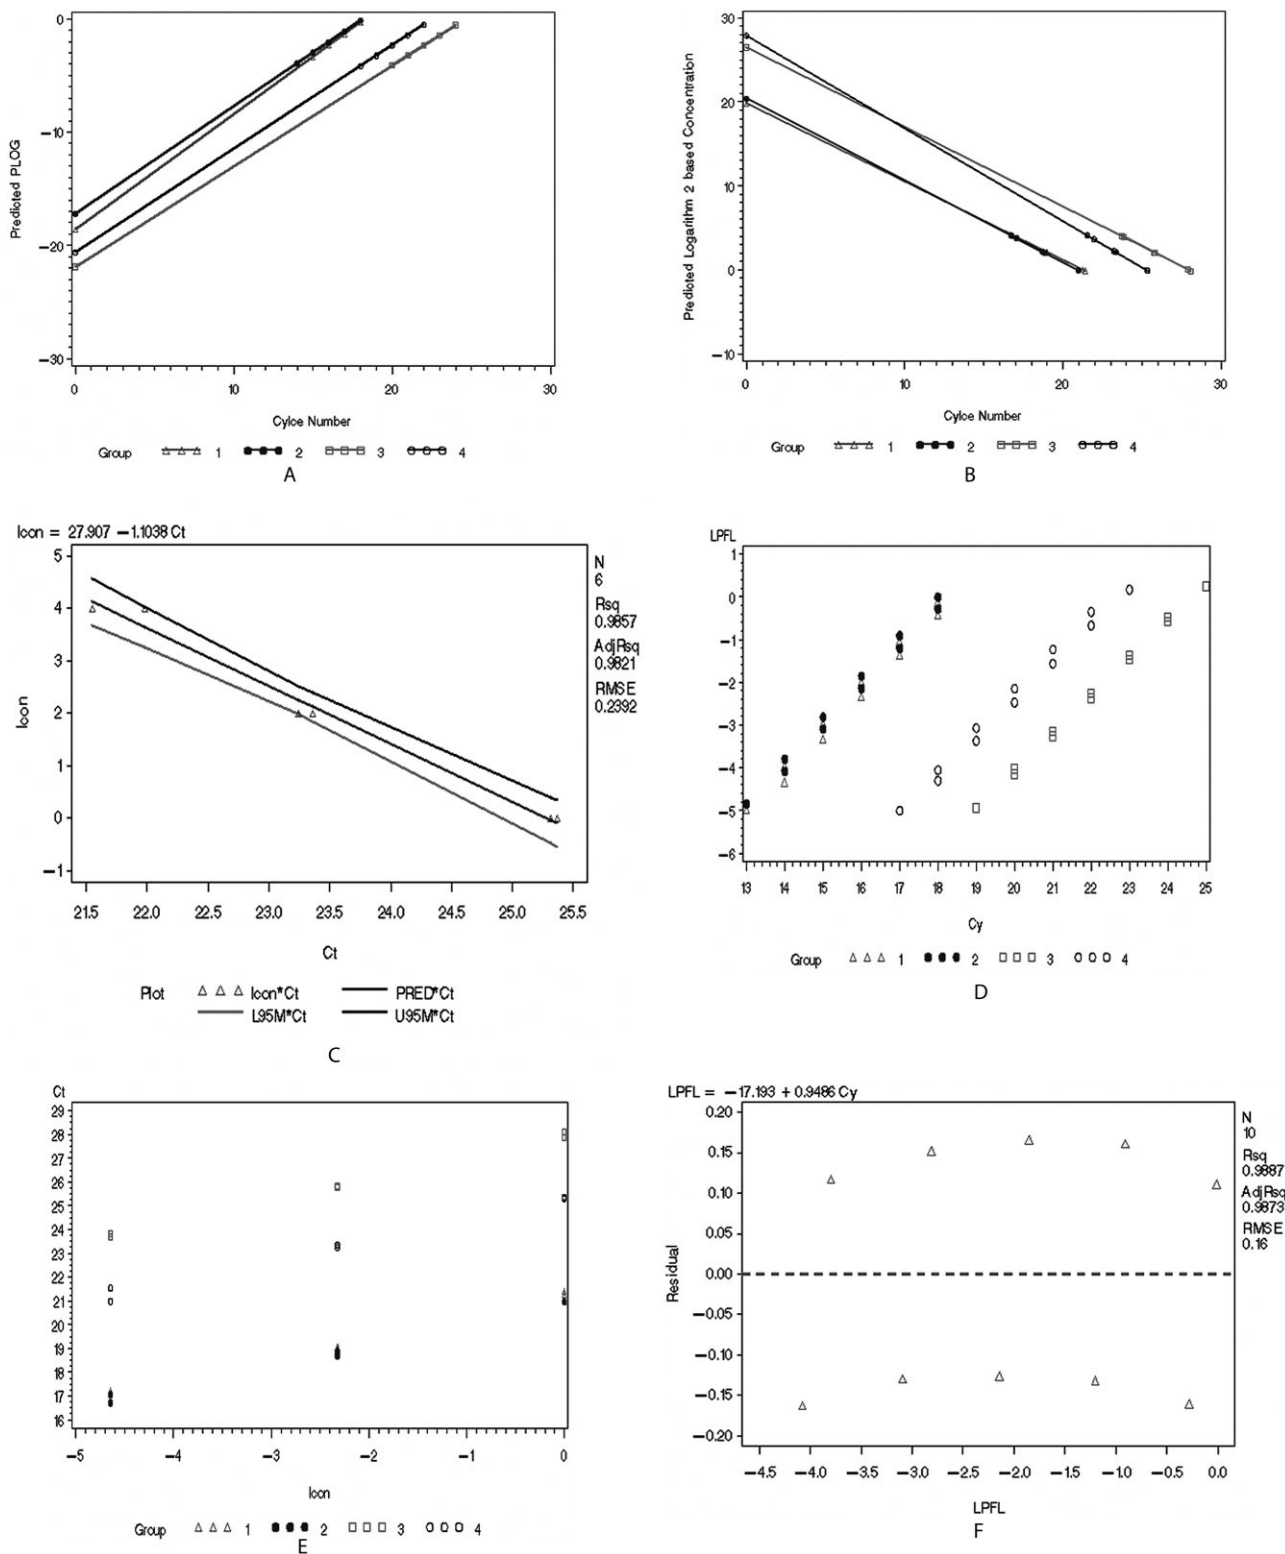 0
−10
−20
−30
Predicted PLOG
0 10 20 30
Cylce Number
Group 1 2 3 4
A
30
20
10
0
−10
Predicted Logarithm 2 based Concentration
0 10 20 30
Cylce Number
Group 1 2 3 4
B
lcon = 27.907 −1.1038 Ct
5
4
3
2
1
0
−1
lcon
N
6
Rsq
0.9857
AdjRsq
0.9821
RMSE
0.2392
21.5 22.0 22.5 23.0 23.5 24.0 24.5 25.0 25.5
Ct
Plot lcon*Ct PRED*Ct
L95M*Ct U95M*Ct
C
LPFL
1
0
−1
−2
−3
−4
−5
−6
13 14 15 16 17 18 19 20 21 22 23 24 25
Cy
Group 1 2 3 4
D
Ct
29
28
27
26
25
24
23
22
21
20
19
18
17
16
−5 −4 −3 −2 −1 0
lcon
Group 1 2 3 4
E
LPFL = −17.193 + 0.9486 Cy
0.20
0.15
0.10
0.05
0.00
−0.05
−0.10
−0.15
−0.20
Residual
N
10
Rsq
0.9887
AdjRsq
0.9873
RMSE
0.16
−4.5 −4.0 −3.5 −3.0 −2.5 −2.0 −1.5 −1.0 −0.5 0.0
LPFL
F